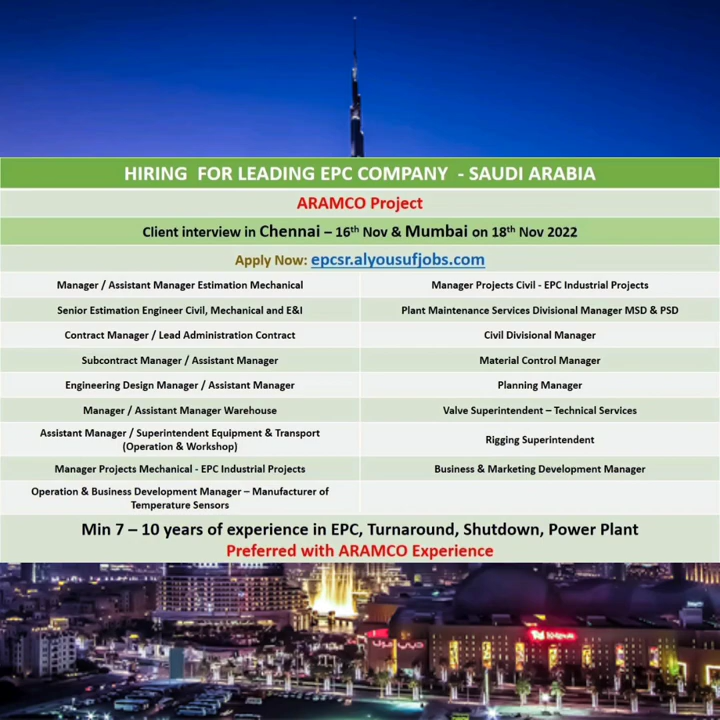 HIRING FOR LEADING EPC COMPANY - SAUDI ARABIA
ARAMCO Project
Client interview in Chennai – 16th Nov & Mumbai on 18th Nov 2022
Apply Now: epcsr.alyousufjobs.com
Manager / Assistant Manager Estimation Mechanical
Manager Projects Civil - EPC Industrial Projects
Senior Estimation Engineer Civil, Mechanical and E&I
Plant Maintenance Services Divisional Manager MSD & PSD
Contract Manager / Lead Administration Contract
Civil Divisional Manager
Subcontract Manager / Assistant Manager
Material Control Manager
Engineering Design Manager / Assistant Manager
Planning Manager
Manager / Assistant Manager Warehouse
Valve Superintendent – Technical Services
Assistant Manager / Superintendent Equipment & Transport
(Operation & Workshop)
Rigging Superintendent
Manager Projects Mechanical - EPC Industrial Projects
Business & Marketing Development Manager
Operation & Business Development Manager – Manufacturer of
Temperature Sensors
Min 7 – 10 years of experience in EPC, Turnaround, Shutdown, Power Plant
Preferred with ARAMCO Experience